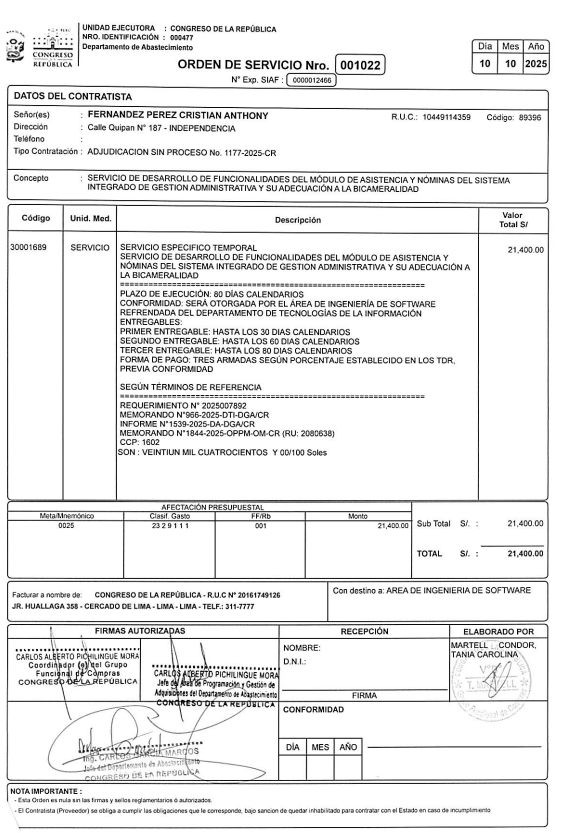 CONGRESO
REPÚBLICA
UNIDAD EJECUTORA : CONGRESO DE LA REPÚBLICA
NRO. IDENTIFICACIÓN : 000477
Departamento de Abastecimiento
ORDEN DE SERVICIO Nro. 001022
N° Exp. SIAF : 0000012466
Día Mes Año
10 10 2025
DATOS DEL CONTRATISTA
Señor(es) : FERNANDEZ PEREZ CRISTIAN ANTHONY R.U.C.: 10449114359 Código: 89396
Dirección : Calle Quipan N° 187 - INDEPENDENCIA
Teléfono :
Tipo Contratación : ADJUDICACION SIN PROCESO No. 1177-2025-CR
Concepto : SERVICIO DE DESARROLLO DE FUNCIONALIDADES DEL MÓDULO DE ASISTENCIA Y NÓMINAS DEL SISTEMA
INTEGRADO DE GESTION ADMINISTRATIVA Y SU ADECUACIÓN A LA BICAMERALIDAD
Código Unid. Med. Descripción Valor
Total S/
30001689 SERVICIO SERVICIO ESPECIFICO TEMPORAL 21,400.00
SERVICIO DE DESARROLLO DE FUNCIONALIDADES DEL MÓDULO DE ASISTENCIA Y
NÓMINAS DEL SISTEMA INTEGRADO DE GESTION ADMINISTRATIVA Y SU ADECUACIÓN A
LA BICAMERALIDAD
================================================================
PLAZO DE EJECUCIÓN: 80 DÍAS CALENDARIOS
CONFORMIDAD: SERÁ OTORGADA POR EL ÁREA DE INGENIERÍA DE SOFTWARE
REFRENDADA DEL DEPARTAMENTO DE TECNOLOGÍAS DE LA INFORMACIÓN
ENTREGABLES:
PRIMER ENTREGABLE: HASTA LOS 30 DIAS CALENDARIOS
SEGUNDO ENTREGABLE: HASTA LOS 60 DIAS CALENDARIOS
TERCER ENTREGABLE: HASTA LOS 80 DIAS CALENDARIOS
FORMA DE PAGO: TRES ARMADAS SEGÚN PORCENTAJE ESTABLECIDO EN LOS TDR,
PREVIA CONFORMIDAD
SEGÚN TÉRMINOS DE REFERENCIA
================================================================
REQUERIMIENTO N° 2025007892
MEMORANDO N°966-2025-DTI-DGA/CR
INFORME N°1539-2025-DA-DGA/CR
MEMORANDO N°1844-2025-OPPM-OM-CR (RU: 2080638)
CCP: 1602
SON : VEINTIUN MIL CUATROCIENTOS Y 00/100 Soles
AFECTACIÓN PRESUPUESTAL
Meta/Mnemónico Clasif. Gasto FF/Rb Monto
0025 23 2 9 1 1 1 001 21,400.00
Sub Total S/. : 21,400.00
TOTAL S/. : 21,400.00
Facturar a nombre de: CONGRESO DE LA REPÚBLICA - R.U.C Nº 20161749126
JR. HUALLAGA 358 - CERCADO DE LIMA - LIMA - LIMA - TELF.: 311-7777
Con destino a: AREA DE INGENIERIA DE SOFTWARE
FIRMAS AUTORIZADAS
CARLOS ALBERTO PICHILINGUE MORA
Coordinador (e) del Grupo
Funcional de Compras
CONGRESO DE LA REPÚBLICA
CARLOS ALBERTO PICHILINGUE MORA
Jefe del Área de Programación y Gestión de
Adquisiciones del Departamento de Abastecimiento
CONGRESO DE LA REPÚBLICA
Ing. CARLOS GARCIA MARCOS
Jefe del Departamento de Abastecimiento
CONGRESO DE LA REPÚBLICA
RECEPCIÓN
NOMBRE:
D.N.I.:
FIRMA
CONFORMIDAD
DÍA MES AÑO
ELABORADO POR
MARTELL CONDOR,
TANIA CAROLINA
NOTA IMPORTANTE :
- Esta Orden es nula sin las firmas y sellos reglamentarios ó autorizados.
- El Contratista (Proveedor) se obliga a cumplir las obligaciones que le corresponde, bajo sancion de quedar inhabilitado para contratar con el Estado en caso de incumplimiento